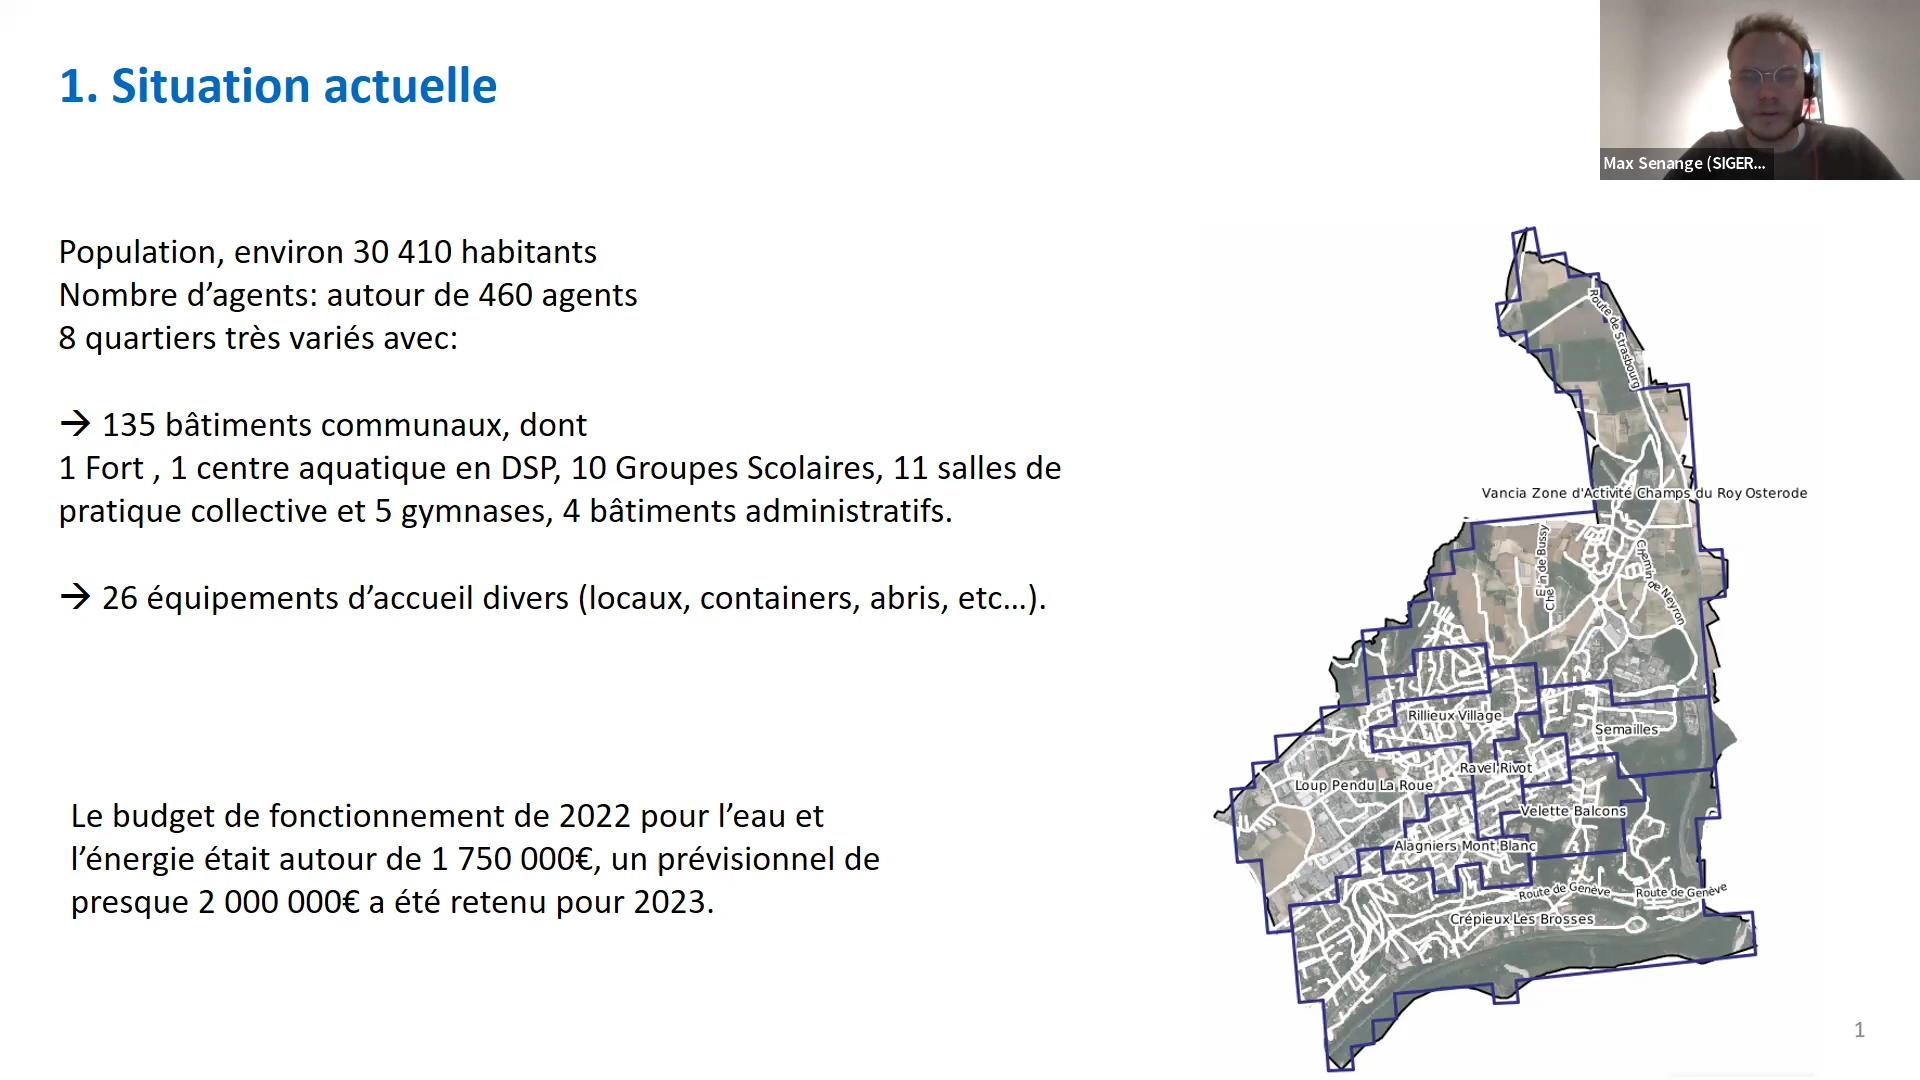 1. Situation actuelle
Max Senange (SIGER...
Population, environ 30 410 habitants
Nombre d’agents: autour de 460 agents
8 quartiers très variés avec:
→ 135 bâtiments communaux, dont
1 Fort , 1 centre aquatique en DSP, 10 Groupes Scolaires, 11 salles de
pratique collective et 5 gymnases, 4 bâtiments administratifs.
→ 26 équipements d’accueil divers (locaux, containers, abris, etc…).
Le budget de fonctionnement de 2022 pour l’eau et
l’énergie était autour de 1 750 000€, un prévisionnel de
presque 2 000 000€ a été retenu pour 2023.
Route de Strasbourg
Vancia Zone d'Activité Champs du Roy Osterode
Chemin de Neyron
Rillieux Village
Semailles
Ravel Rivot
Loup Pendu La Roue
Velette Balcons
Alagniers Mont Blanc
Route de Genève
Route de Genève
Crépieux Les Brosses
1